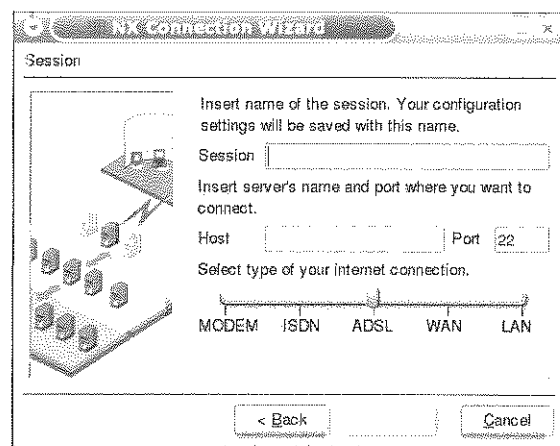 NX Connection Wizard
Session
Insert name of the session. Your configuration
settings will be saved with this name.
Session
Insert server's name and port where you want to
connect.
Host
Port 22
Select type of your internet connection.
MODEM ISDN ADSL WAN LAN
< Back
Cancel